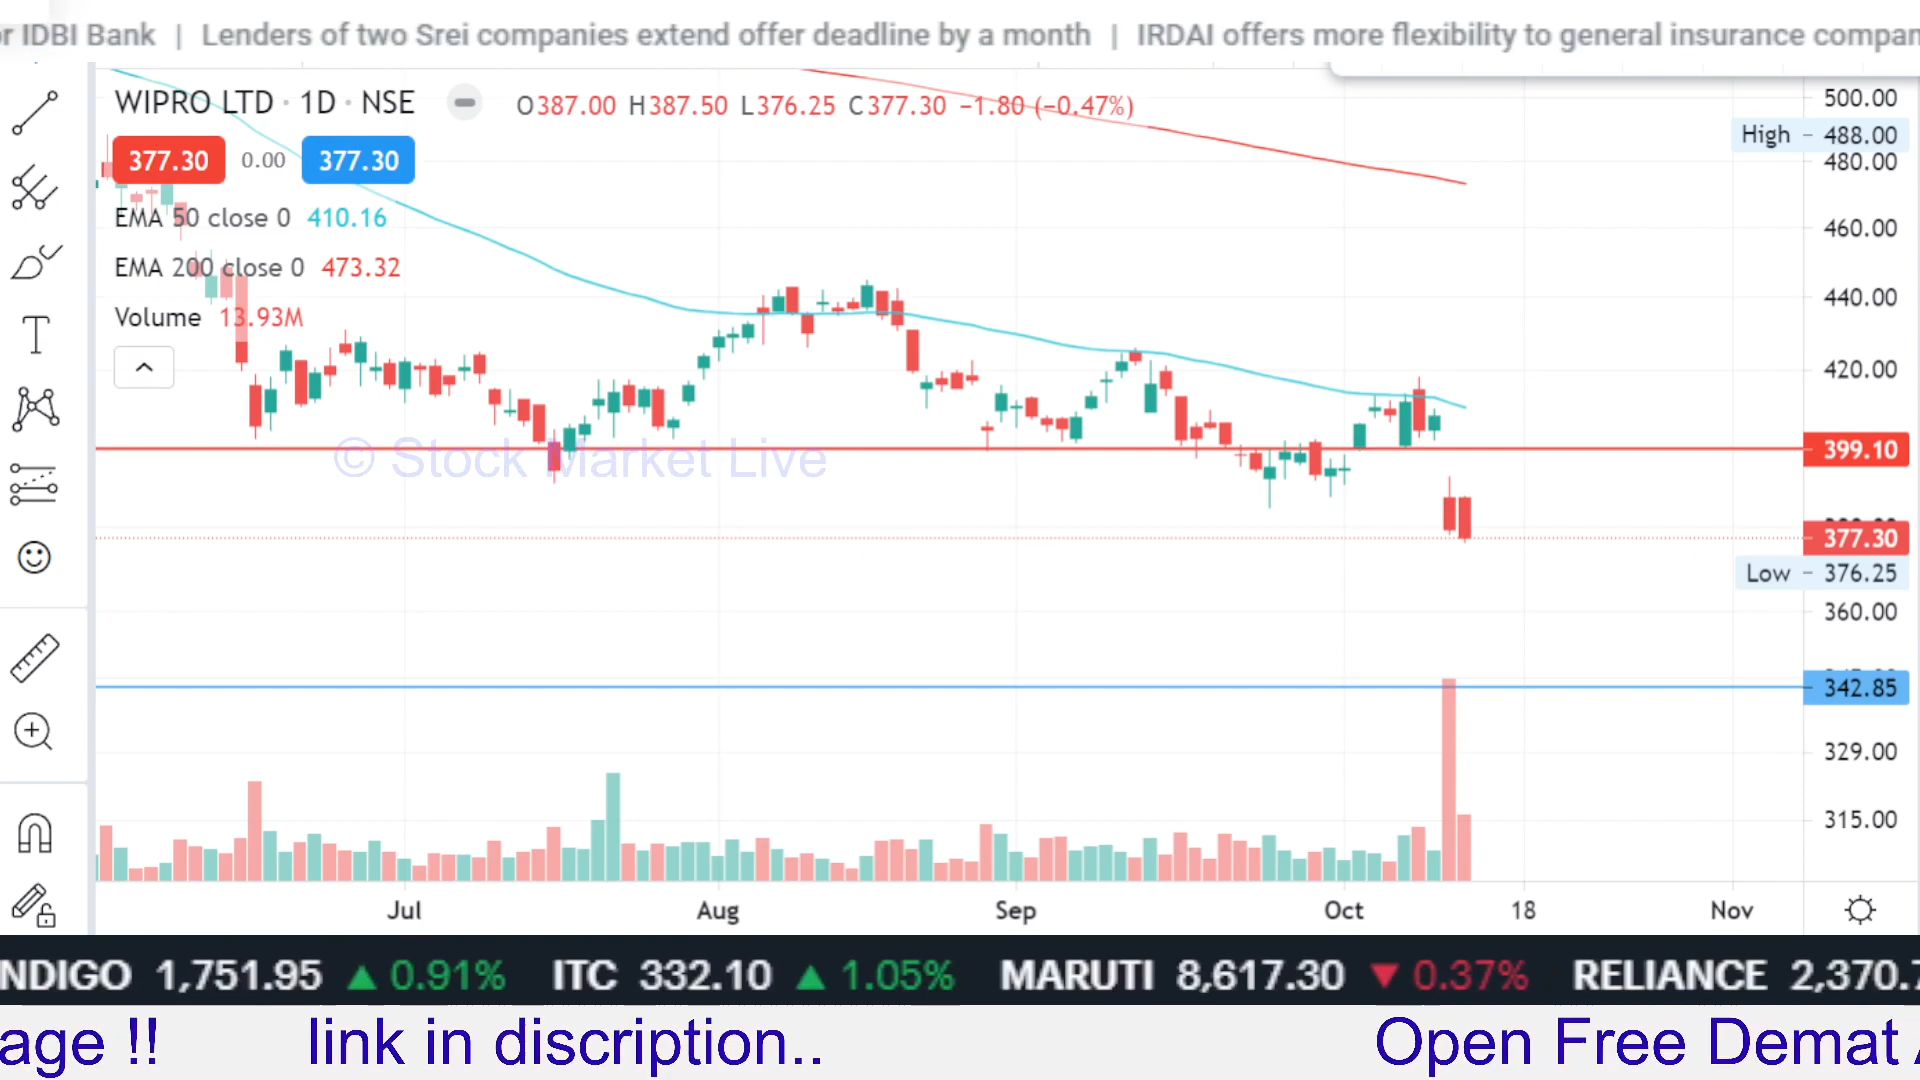 r IDBI Bank | Lenders of two Srei companies extend offer deadline by a month | IRDAI offers more flexibility to general insurance compan
WIPRO LTD · 1D · NSE O387.00 H387.50 L376.25 C377.30 −1.80 (−0.47%)
377.30 0.00 377.30
EMA 50 close 0 410.16
EMA 200 close 0 473.32
Volume 13.93M
© Stock Market Live
500.00
High 488.00
480.00
460.00
440.00
420.00
399.10
377.30
Low 376.25
360.00
342.85
329.00
315.00
Jul Aug Sep Oct 18 Nov
NDIGO 1,751.95 ▲ 0.91% ITC 332.10 ▲ 1.05% MARUTI 8,617.30 ▼ 0.37% RELIANCE 2,370.7
age !! link in discription.. Open Free Demat